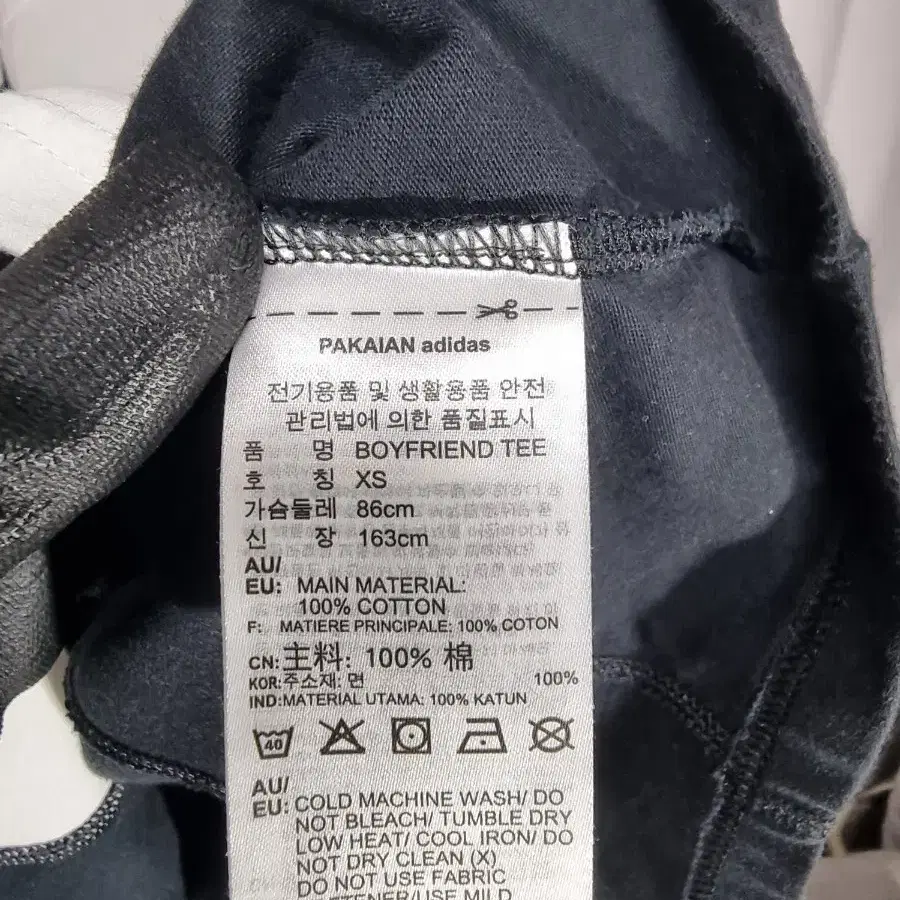 PAKAIAN adidas
전기용품 및 생활용품 안전
관리법에 의한 품질표시
품 명 BOYFRIEND TEE
호 칭 XS
가슴둘레 86cm
신 장 163cm
AU/
EU: MAIN MATERIAL:
100% COTTON
F: MATIERE PRINCIPALE: 100% COTON
CN:主料: 100% 棉
KOR:주소재: 면 100%
IND:MATERIAL UTAMA: 100% KATUN
40
AU/
EU: COLD MACHINE WASH/ DO
NOT BLEACH/ TUMBLE DRY
LOW HEAT/ COOL IRON/ DO
NOT DRY CLEAN (X)
DO NOT USE FABRIC
SOFTENER/USE MILD